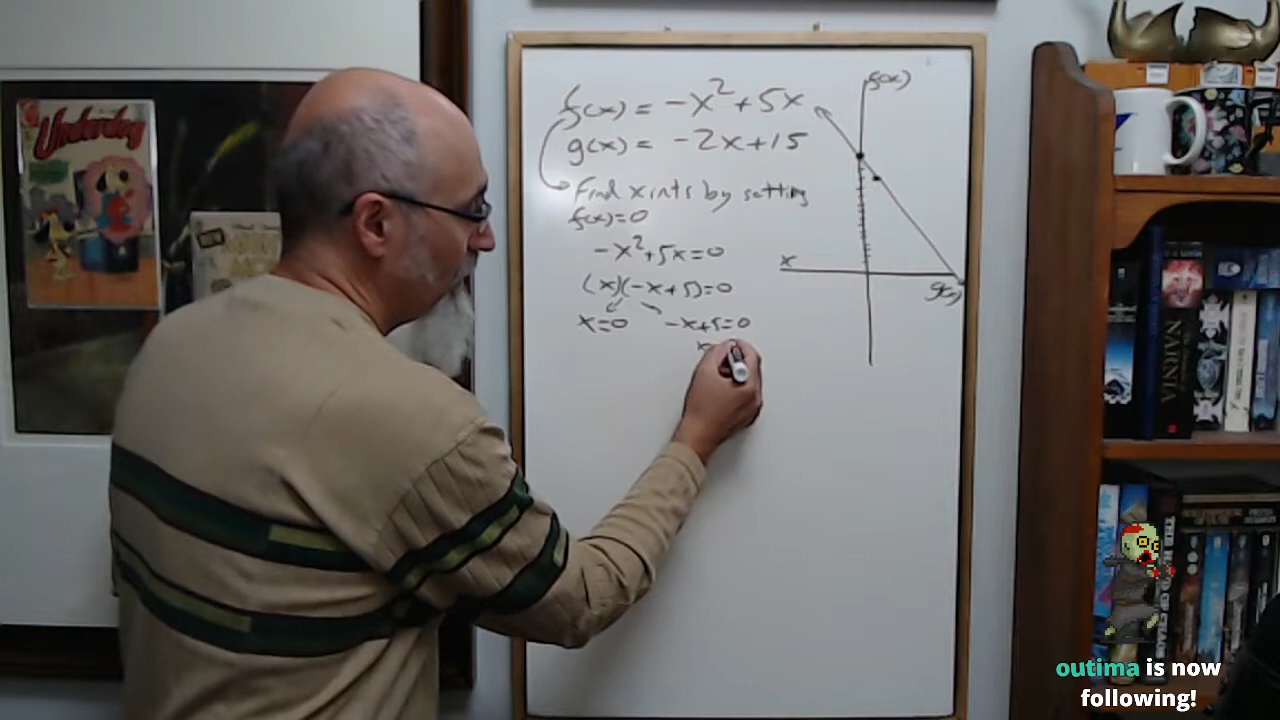 f(x) = -x²+5x
g(x) = -2x+15
Find x ints by setting
f(x)=0
-x²+5x=0
(x)(-x+5)=0
x=0 -x+5=0
x
f(x)
x
g(x)
Underdog
NEW
NARNIA
outima is now
following!